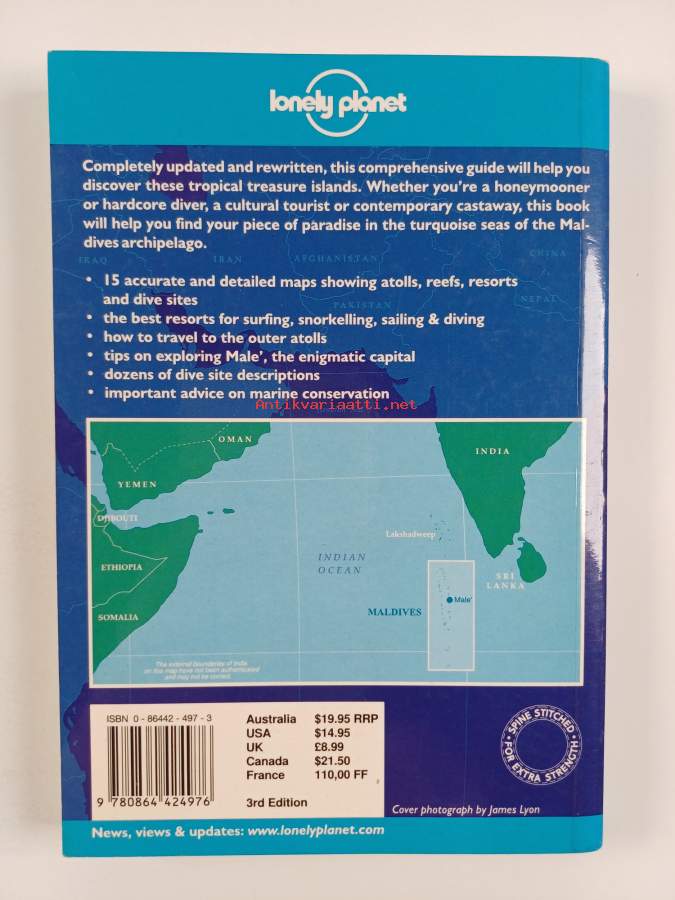 lonely planet
Completely updated and rewritten, this comprehensive guide will help you
discover these tropical treasure islands. Whether you're a honeymooner
or hardcore diver, a cultural tourist or contemporary castaway, this book
will help you find your piece of paradise in the turquoise seas of the Mal-
dives archipelago.
IRAQ
IRAN
AFGHANISTAN
CHINA
• 15 accurate and detailed maps showing atolls, reefs, resorts
and dive sites
NEPAL
PAKISTAN
• the best resorts for surfing, snorkelling, sailing & diving
• how to travel to the outer atolls
• tips on exploring Male', the enigmatic capital
• dozens of dive site descriptions
• important advice on marine conservation
Antikvariaatti.net
OMAN
INDIA
YEMEN
DJIBOUTI
Lakshadweep
INDIAN
OCEAN
ETHIOPIA
SRI
LANKA
Male'
MALDIVES
SOMALIA
The external boundaries of India
on this map have not been authenticated
and may not be correct.
ISBN 0 - 86442 - 497 - 3
9 780864 424976
Australia $19.95 RRP
USA $14.95
UK £8.99
Canada $21.50
France 110,00 FF
3rd Edition
SPINE STITCHED
FOR EXTRA STRENGTH
Cover photograph by James Lyon
News, views & updates: www.lonelyplanet.com